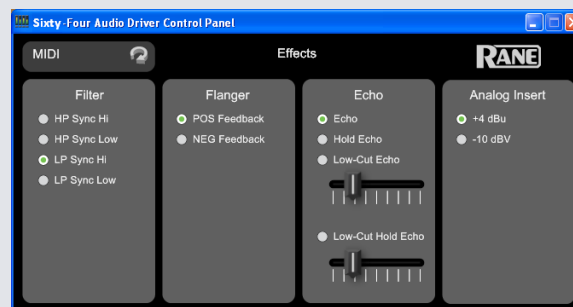 Sixty-Four Audio Driver Control Panel
MIDI
Effects
RANE
Filter
HP Sync Hi
HP Sync Low
LP Sync Hi
LP Sync Low
Flanger
POS Feedback
NEG Feedback
Echo
Echo
Hold Echo
Low-Cut Echo
Low-Cut Hold Echo
Analog Insert
+4 dBu
-10 dBV